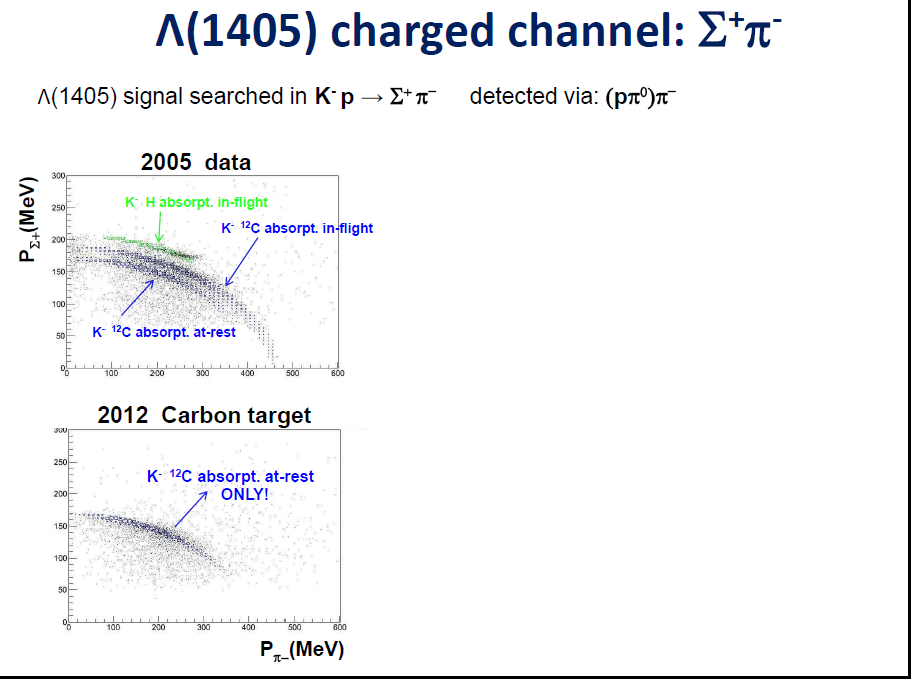 Λ(1405) charged channel: Σ⁺π⁻
Λ(1405) signal searched in K⁻ p → Σ⁺ π⁻ detected via: (pπ⁰)π⁻
2005 data
P_Σ+(MeV)
300
250
200
150
100
50
0
0 100 200 300 400 500 600
K⁻ H absorpt. in-flight
K⁻ ¹²C absorpt. in-flight
K⁻ ¹²C absorpt. at-rest
2012 Carbon target
300
250
200
150
100
50
0
0 100 200 300 400 500 600
K⁻ ¹²C absorpt. at-rest
ONLY!
P_π−(MeV)